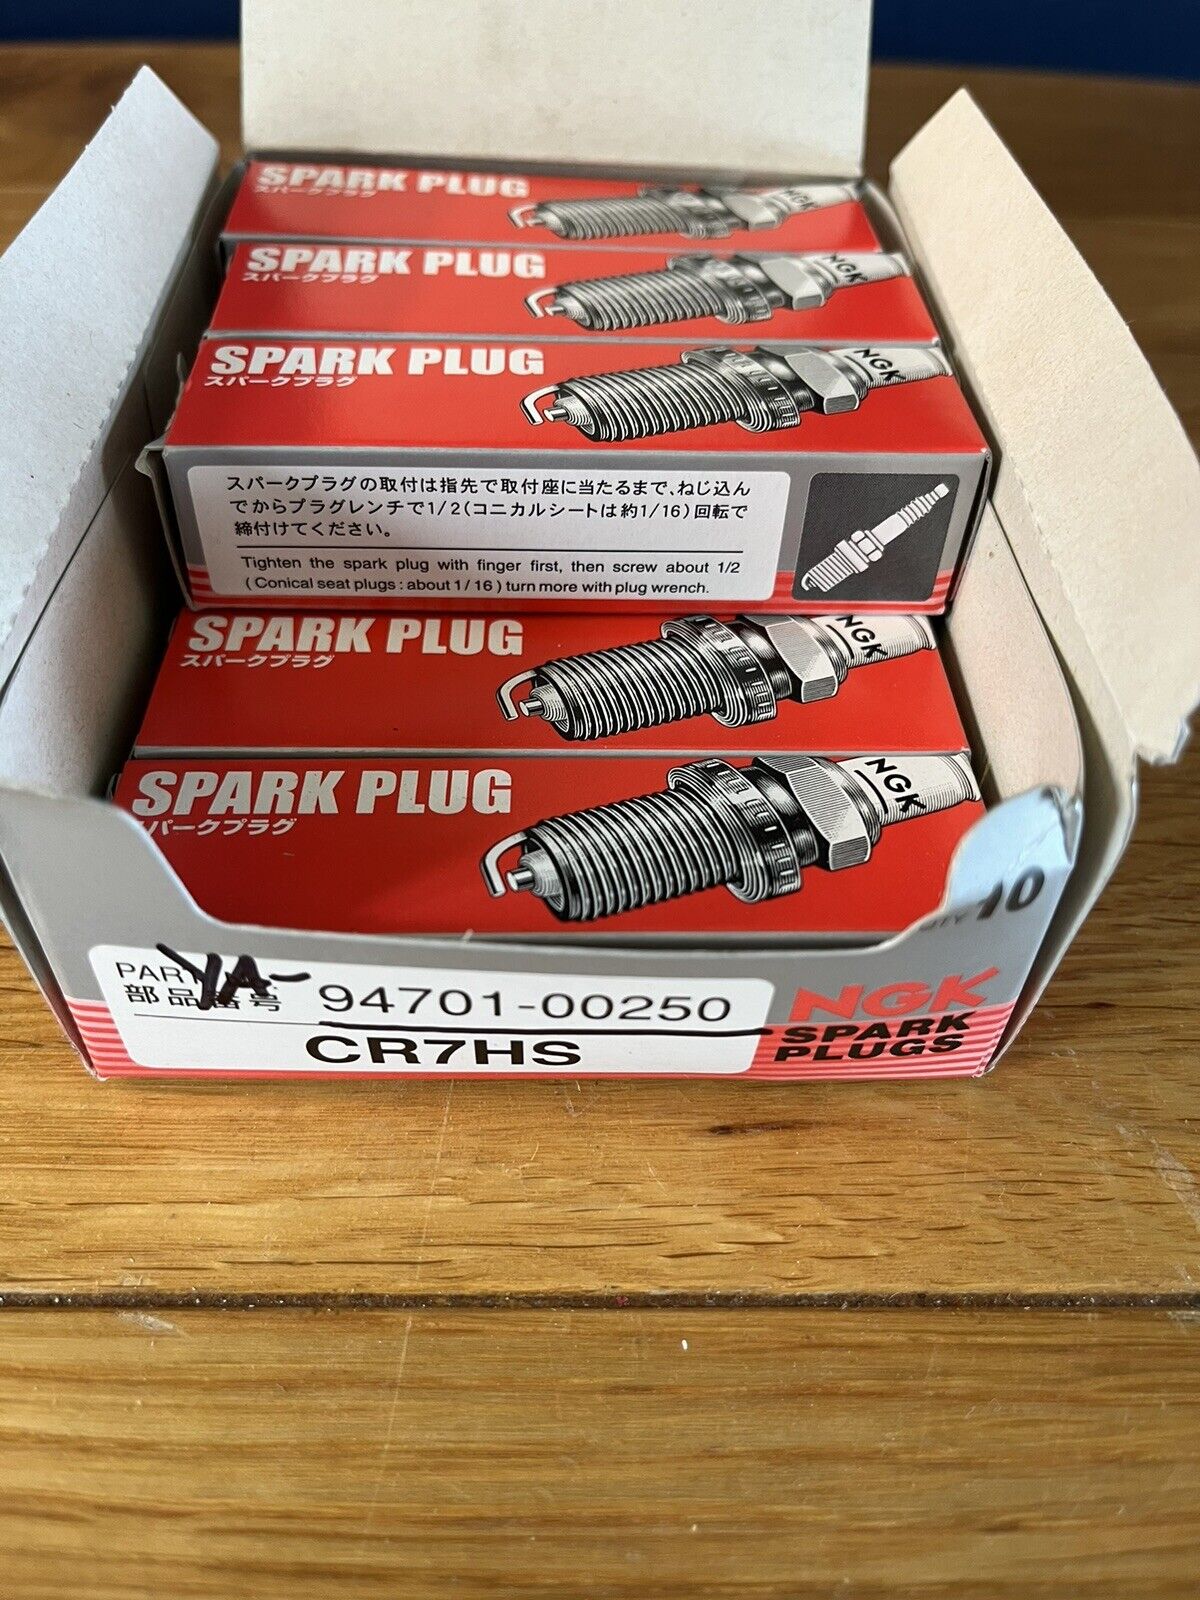 SPARK PLUG
スパークプラグ
NGK
SPARK PLUG
スパークプラグ
NGK
SPARK PLUG
スパークプラグ
NGK
スパークプラグの取付は指先で取付座に当たるまで、ねじ込ん
でからプラグレンチで1/2(コニカルシートは約1/16)回転で
締付けてください。
Tighten the spark plug with finger first, then screw about 1/2
(Conical seat plugs : about 1/16) turn more with plug wrench.
SPARK PLUG
スパークプラグ
NGK
SPARK PLUG
パークプラグ
NGK
10
PART
YA-
部品番号 94701-00250
CR7HS
NGK
SPARK
PLUGS